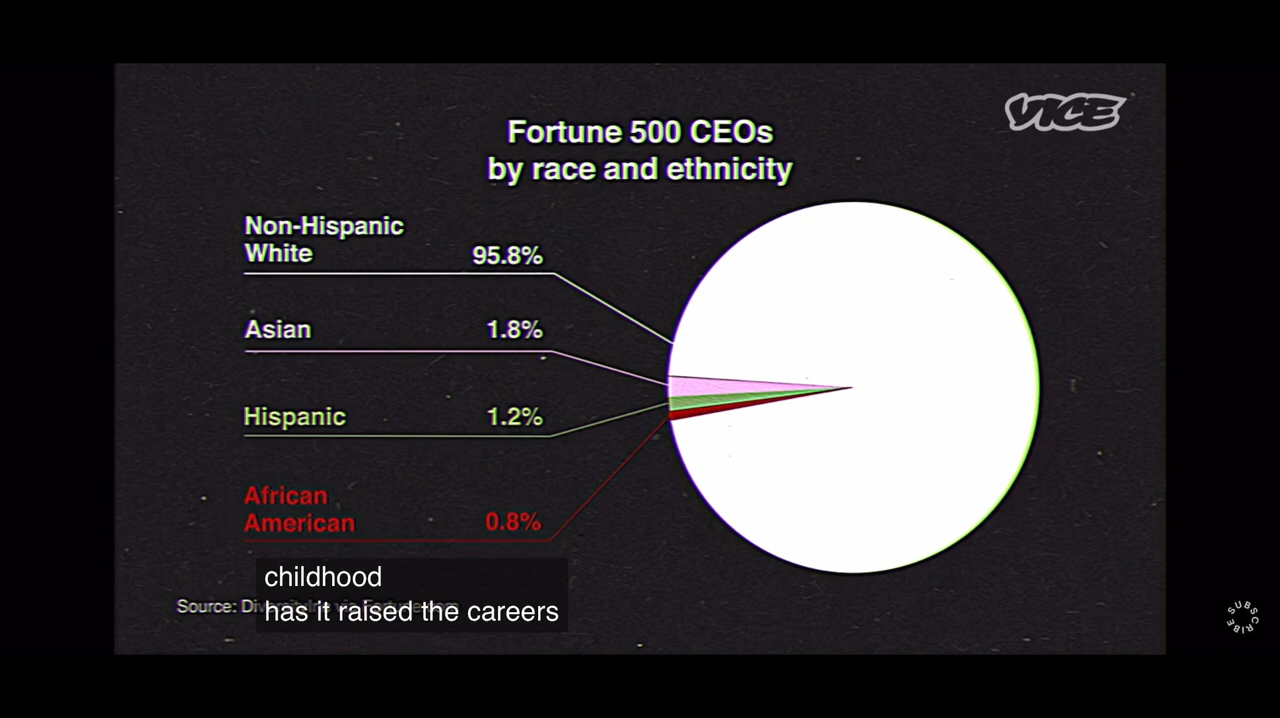 VICE
Fortune 500 CEOs
by race and ethnicity
Non-Hispanic
White 95.8%
Asian 1.8%
Hispanic 1.2%
African
American 0.8%
childhood
has it raised the careers
Source:
SUBSCRIBE